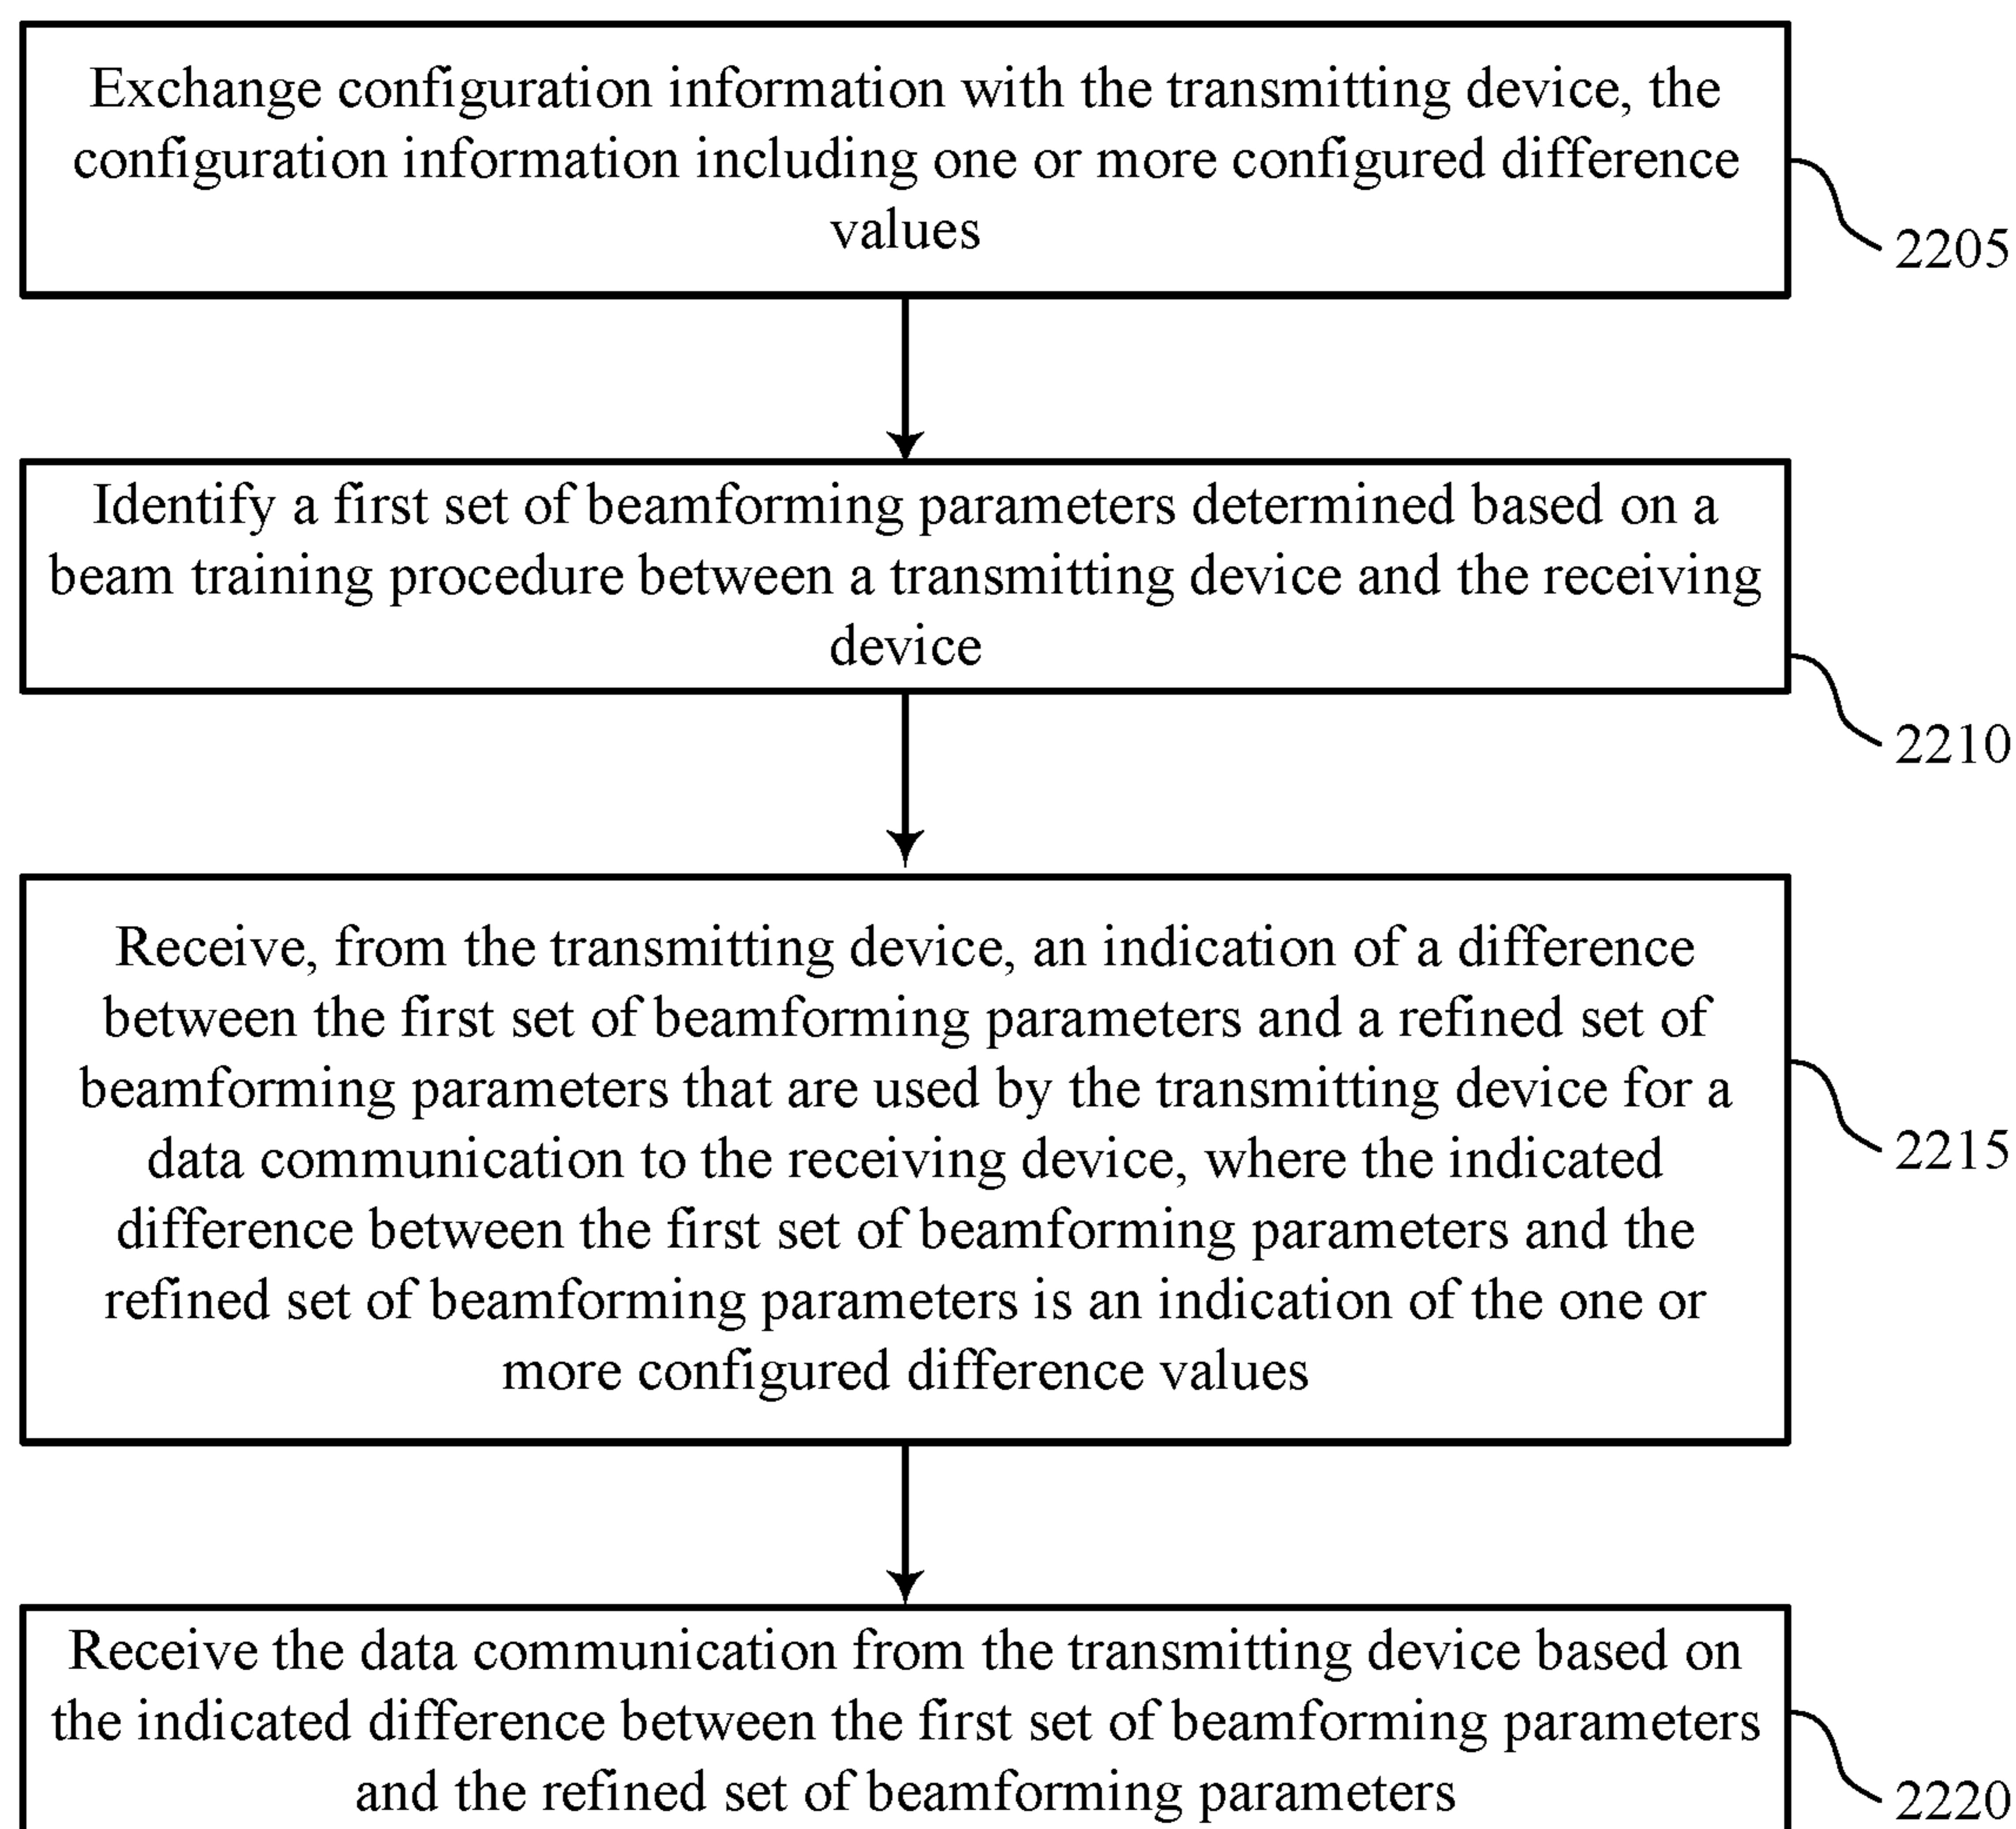 Exchange configuration information with the transmitting device, the
configuration information including one or more configured difference
values
2205
Identify a first set of beamforming parameters determined based on a
beam training procedure between a transmitting device and the receiving
device
2210
Receive, from the transmitting device, an indication of a difference
between the first set of beamforming parameters and a refined set of
beamforming parameters that are used by the transmitting device for a
data communication to the receiving device, where the indicated
difference between the first set of beamforming parameters and the
refined set of beamforming parameters is an indication of the one or
more configured difference values
2215
Receive the data communication from the transmitting device based on
the indicated difference between the first set of beamforming parameters
and the refined set of beamforming parameters
2220